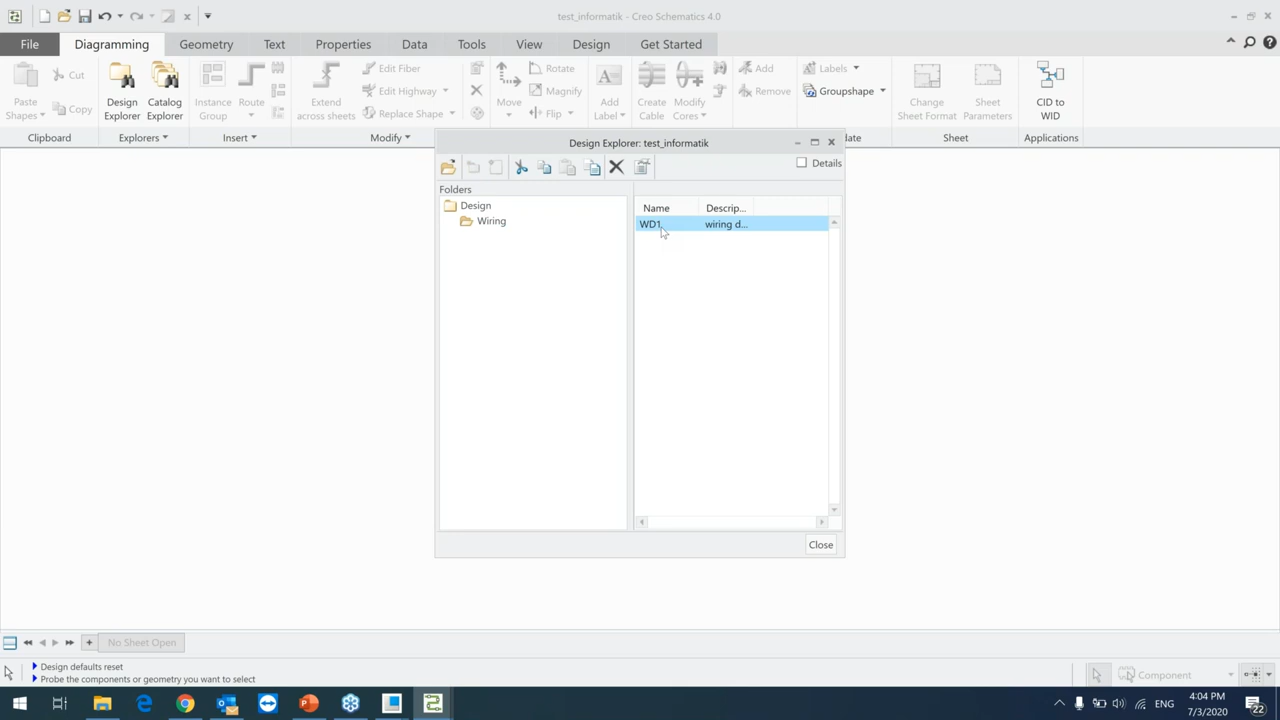 test_informatik - Creo Schematics 4.0
File Diagramming Geometry Text Properties Data Tools View Design Get Started
Paste Shapes
Cut
Copy
Clipboard
Design Explorer
Catalog Explorer
Explorers
Instance Group
Route
Insert
Extend across sheets
Edit Fiber
Edit Highway
Replace Shape
Modify
Move
Rotate
Magnify
Flip
Add Label
Create Cable
Modify Cores
Add
Remove
Labels
Groupshape
late
Change Sheet Format
Sheet Parameters
Sheet
CID to WID
Applications
Design Explorer: test_informatik
Details
Folders
Design
Wiring
Name Descrip...
WD1 wiring d...
Close
No Sheet Open
Design defaults reset
Probe the components or geometry you want to select
Component
ENG
4:04 PM
7/3/2020
22